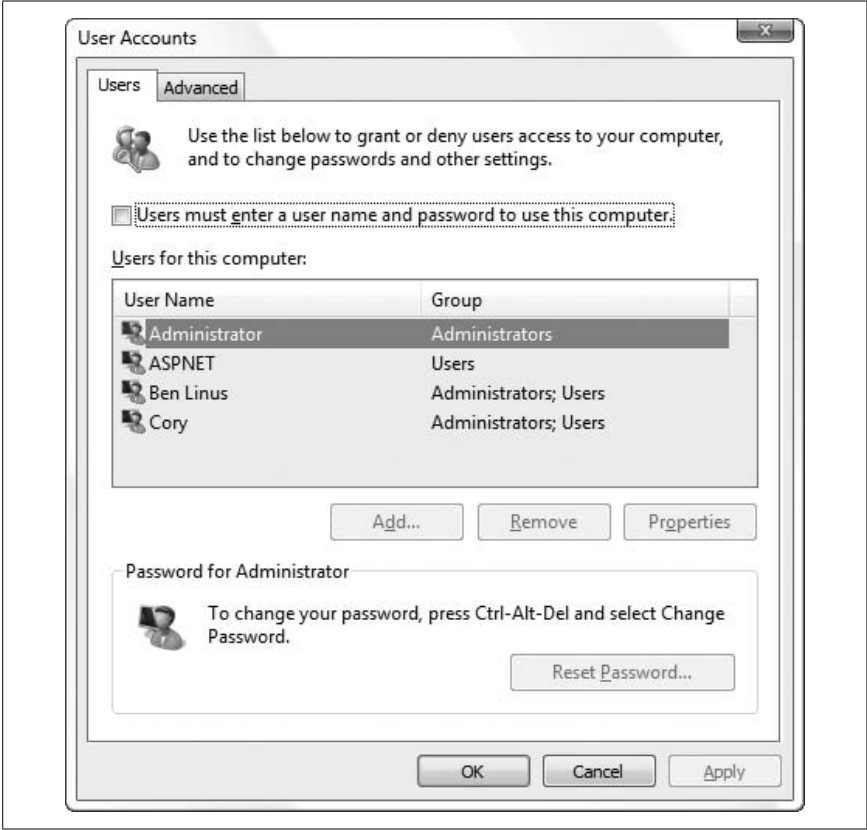 User Accounts
Users
Advanced
Use the list below to grant or deny users access to your computer,
and to change passwords and other settings.
Users must enter a user name and password to use this computer.
Users for this computer:
User Name Group
Administrator Administrators
ASPNET Users
Ben Linus Administrators; Users
Cory Administrators; Users
Add... Remove Properties
Password for Administrator
To change your password, press Ctrl-Alt-Del and select Change
Password.
Reset Password...
OK Cancel Apply